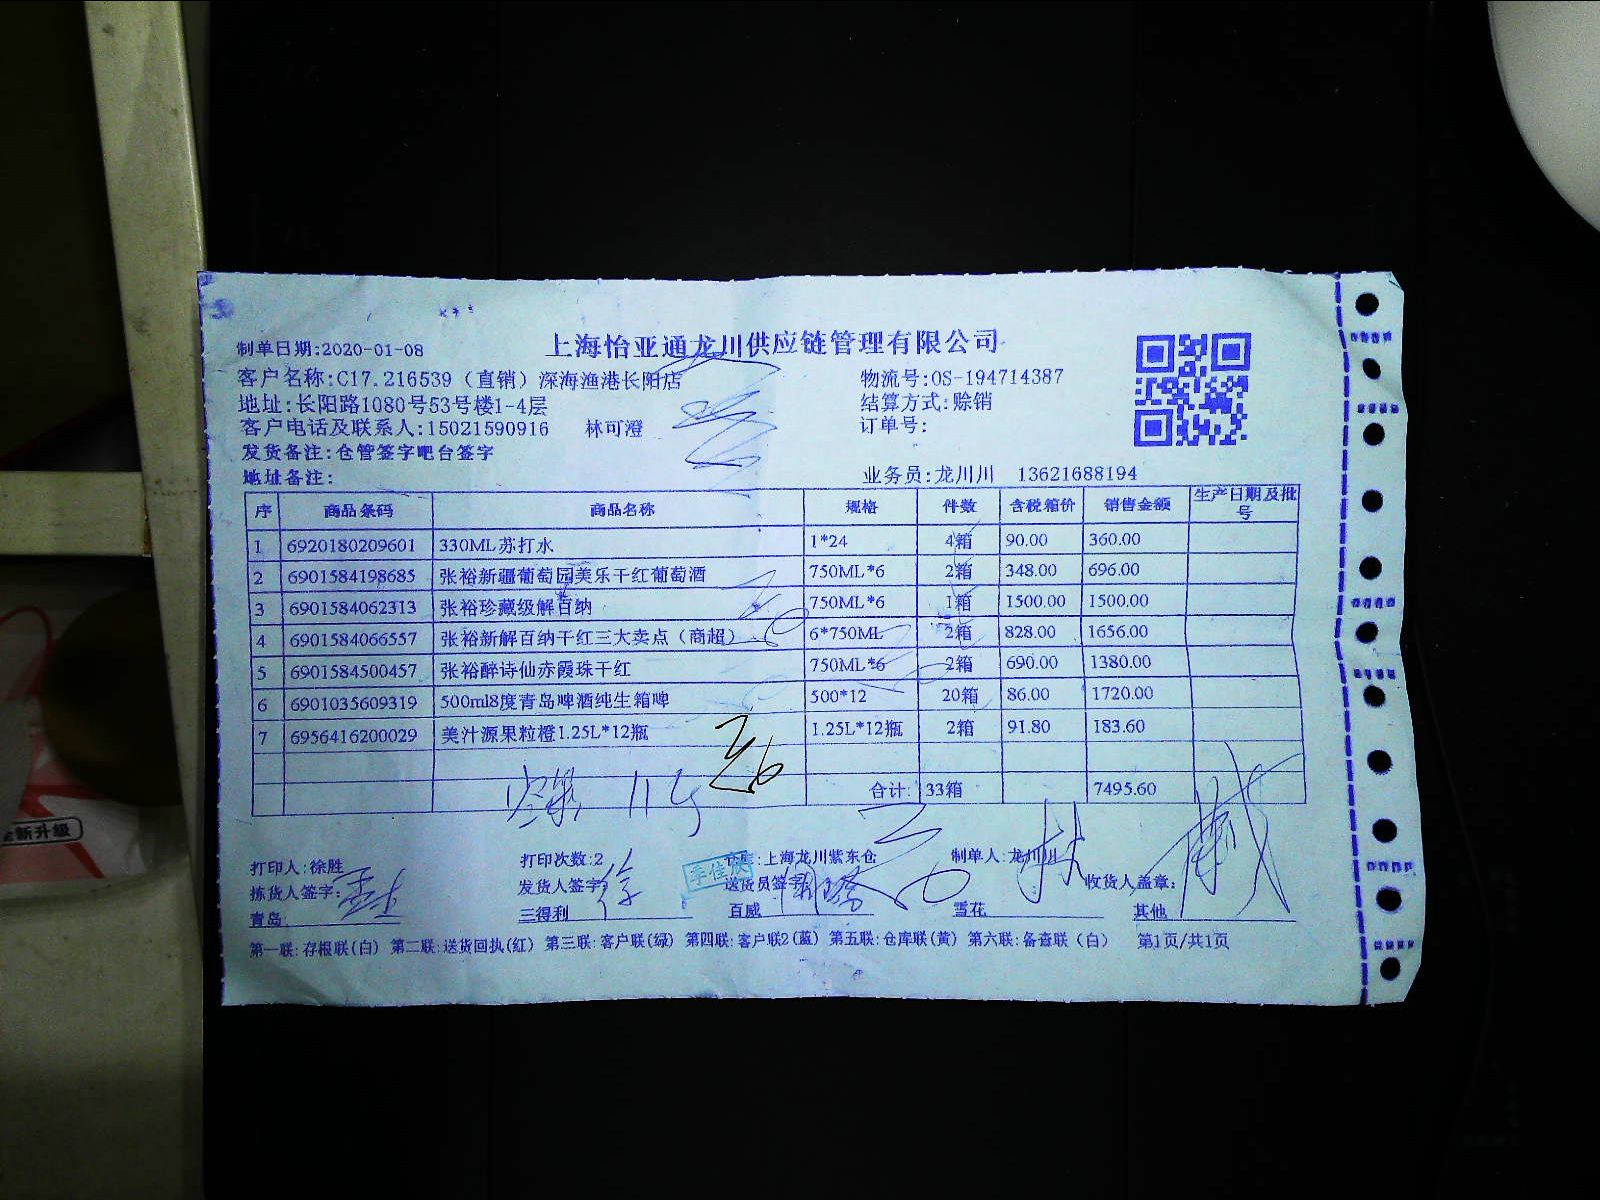 制单日期:2020-01-08
上海怡亚通龙川供应链管理有限公司
客户名称:C17.216539（直销）深海渔港长阳店 物流号:OS-194714387
地址:长阳路1080号53号楼1-4层 结算方式:赊销
客户电话及联系人:15021590916 林可澄 订单号:
发货备注:仓管签字吧台签字
地址备注: 业务员:龙川川 13621688194
序 商品条码 商品名称 规格 件数 含税箱价 销售金额 生产日期及批号
1 6920180209601 330ML苏打水 1*24 4箱 90.00 360.00
2 6901584198685 张裕新疆葡萄园美乐干红葡萄酒 750ML*6 2箱 348.00 696.00
3 6901584062313 张裕珍藏级解百纳 750ML*6 1箱 1500.00 1500.00
4 6901584066557 张裕新解百纳干红三大卖点（商超） 6*750ML 2箱 828.00 1656.00
5 6901584500457 张裕醉诗仙赤霞珠干红 750ML*6 2箱 690.00 1380.00
6 6901035609319 500ml8度青岛啤酒纯生箱啤 500*12 20箱 86.00 1720.00
7 6956416200029 美汁源果粒橙1.25L*12瓶 1.25L*12瓶 2箱 91.80 183.60
合计: 33箱 7495.60
打印人:徐胜 打印次数:2 上海龙川紫东仓 制单人:龙川川
拣货人签字: 发货人签字 徐 李佳欣 送货员签字 收货人盖章:
青岛 三得利 百威 雪花 其他
第一联:存根联(白) 第二联:送货回执(红) 第三联:客户联(绿) 第四联:客户联2(蓝) 第五联:仓库联(黄) 第六联:备查联(白) 第1页/共1页
新升级